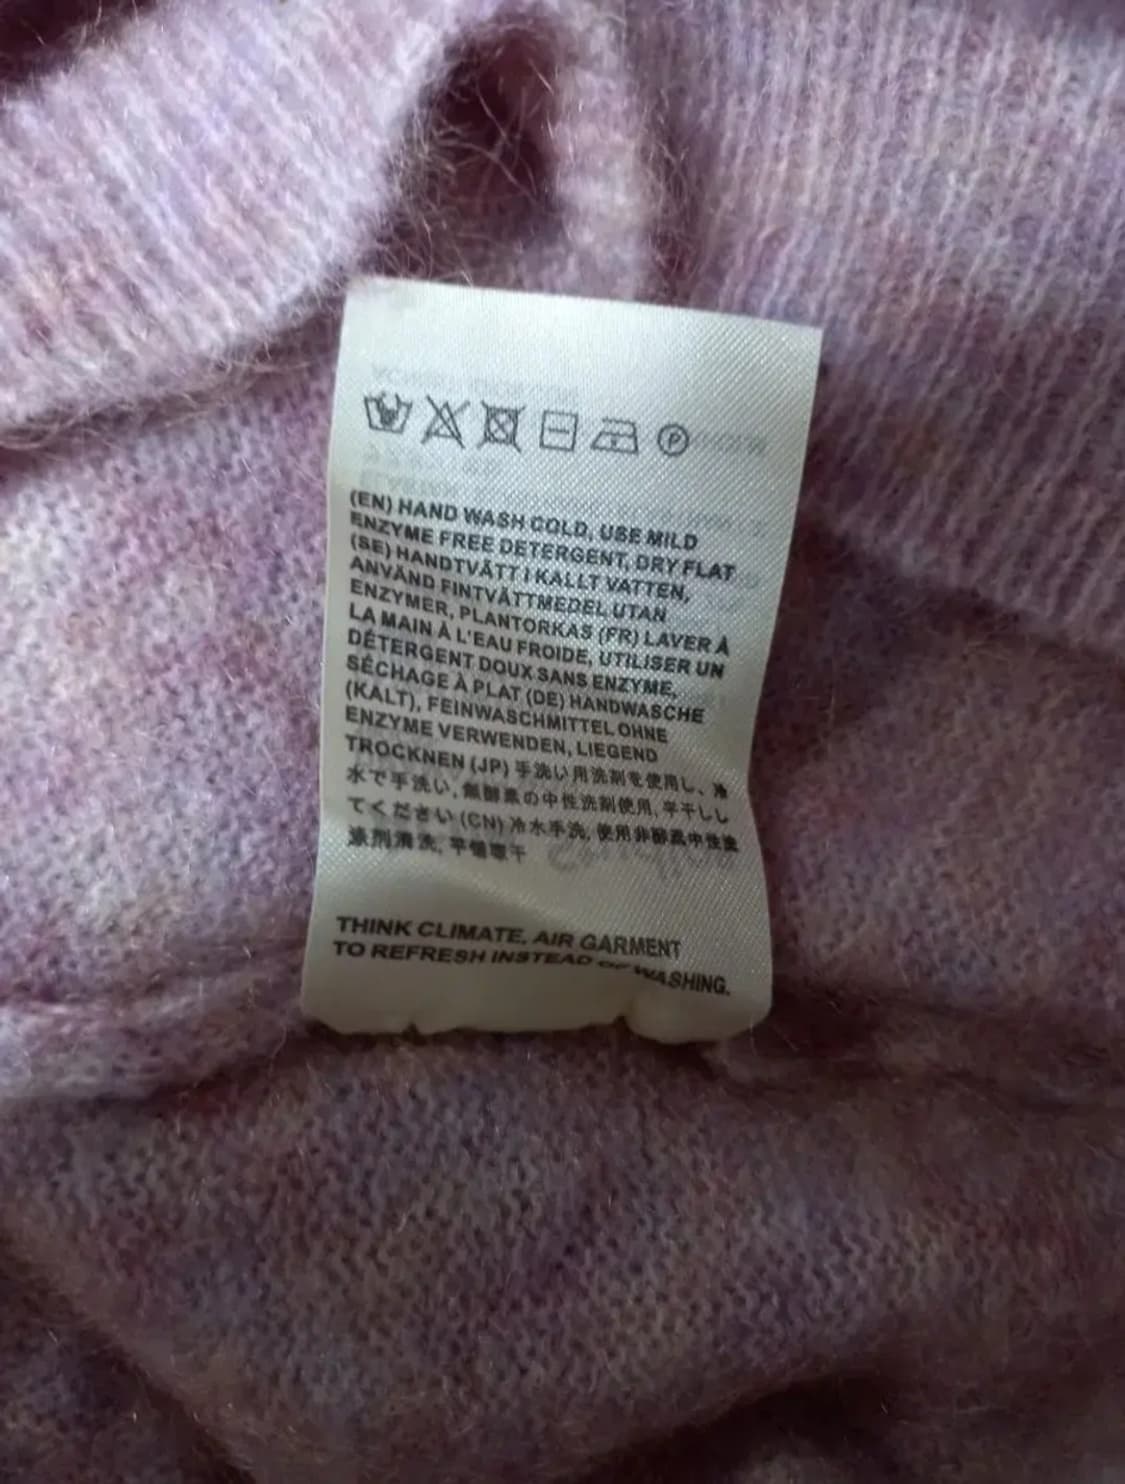 (EN) HAND WASH COLD, USE MILD
ENZYME FREE DETERGENT, DRY FLAT
(SE) HANDTVÄTT I KALLT VATTEN,
ANVÄND FINTVÄTTMEDEL UTAN
ENZYMER, PLANTORKAS (FR) LAVER À
LA MAIN À L'EAU FROIDE, UTILISER UN
DÉTERGENT DOUX SANS ENZYME,
SÉCHAGE À PLAT (DE) HANDWASCHE
(KALT), FEINWASCHMITTEL OHNE
ENZYME VERWENDEN, LIEGEND
TROCKNEN (JP) 手洗い用洗剤を使用し、冷
水で手洗い, 無酵素の中性洗剤使用, 平干しし
てください (CN) 冷水手洗, 使用非酵素中性
涤剂清洗, 平干
THINK CLIMATE, AIR GARMENT
TO REFRESH INSTEAD OF WASHING.